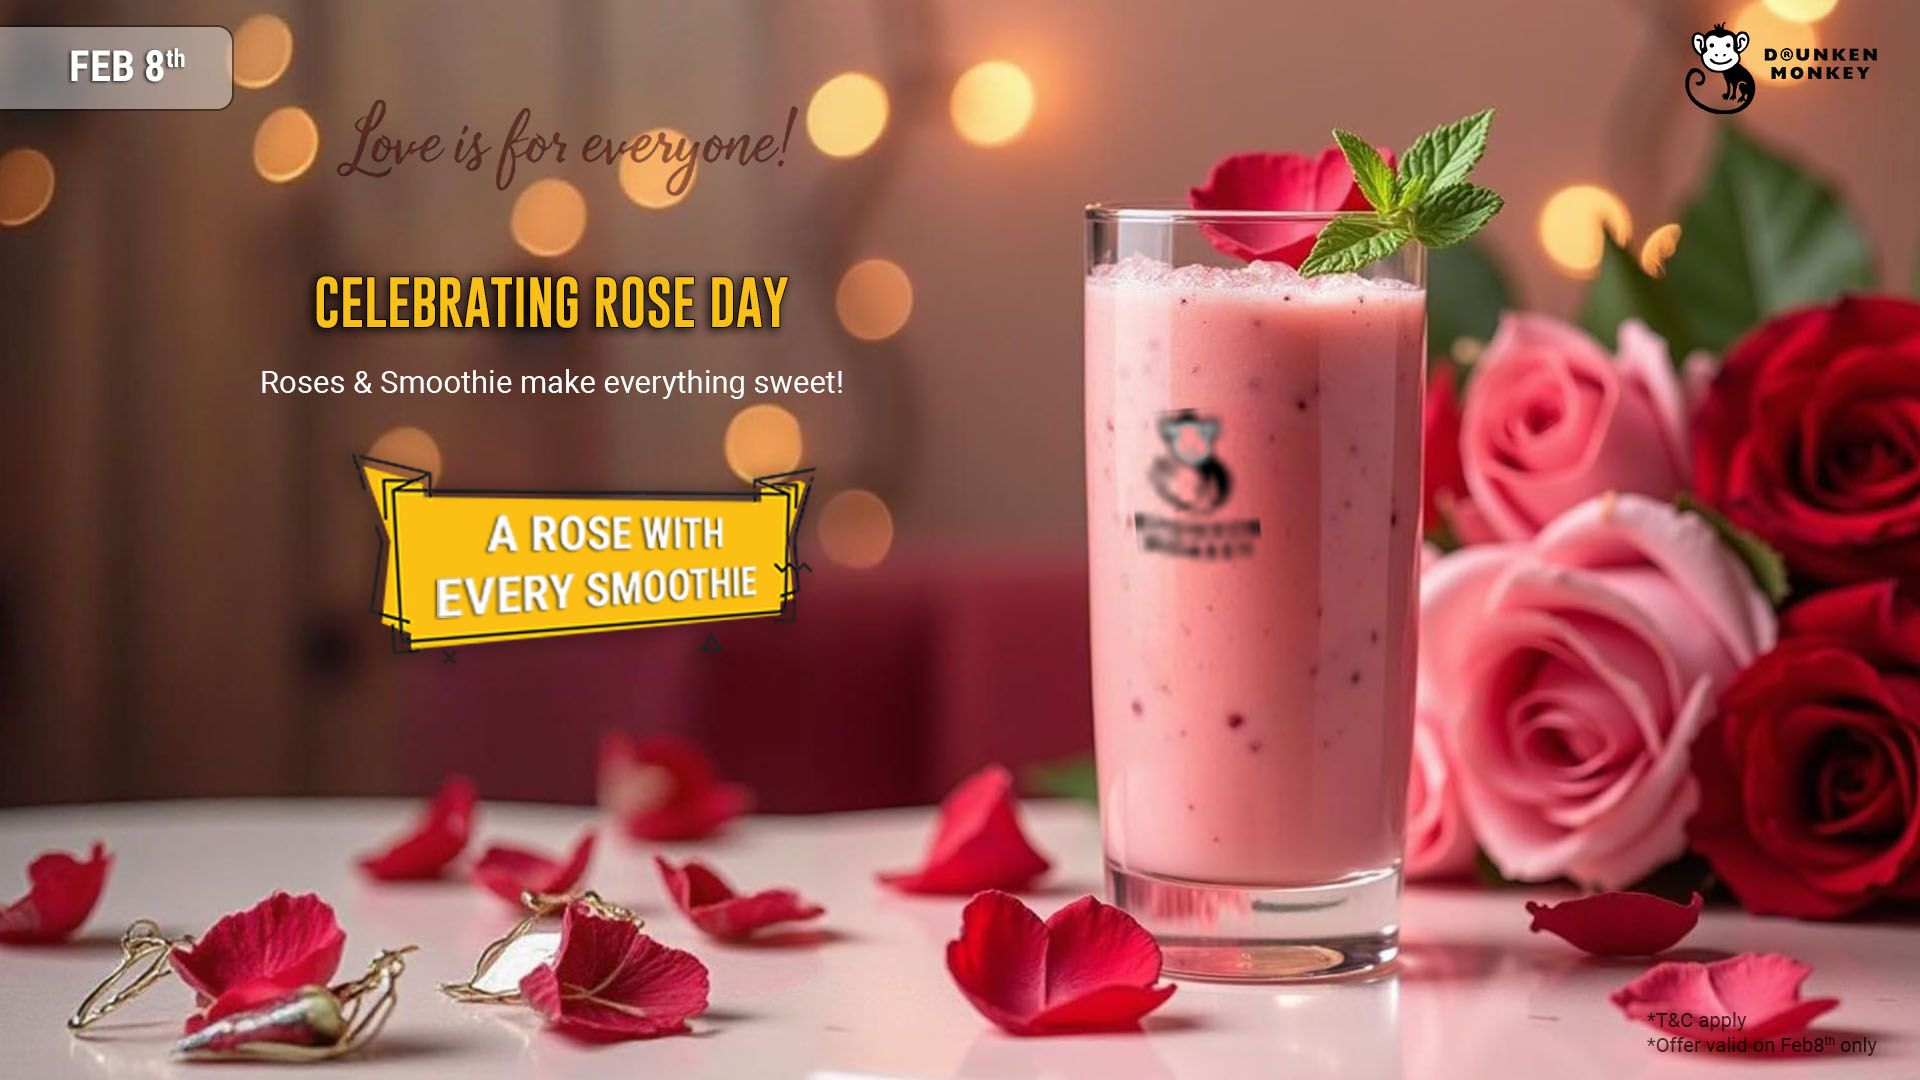 FEB 8th
DRUNKEN
MONKEY
Love is for everyone!
CELEBRATING ROSE DAY
Roses & Smoothie make everything sweet!
A ROSE WITH
EVERY SMOOTHIE
MONKEY
*T&C apply
*Offer valid on Feb8th only